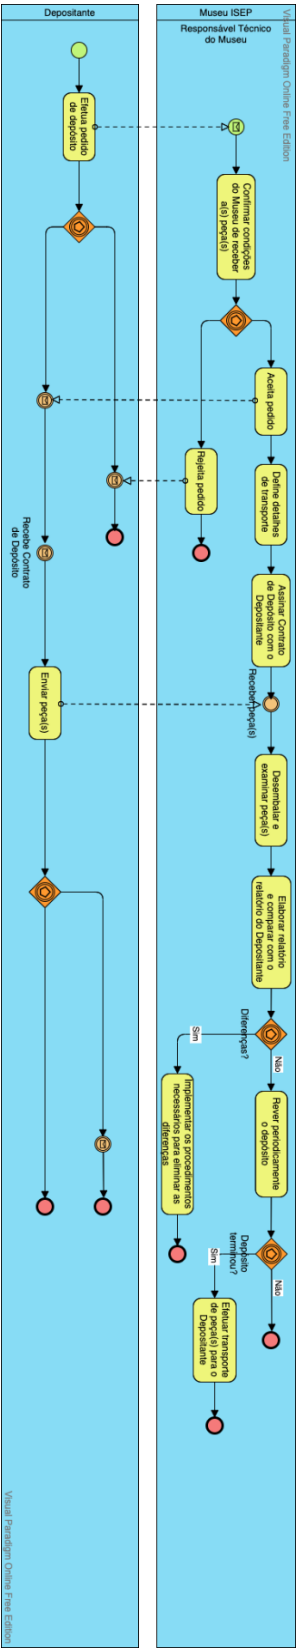 Depositante
Museu ISEP
Responsável Técnico
do Museu
Visual Paradigm Online Free Edition
Efetua pedido
de depósito
Confirmar condições
do Museu de receber
a(s) peça(s)
Aceita pedido
Rejeita pedido
Define detalhes
de transporte
Recebe Contrato
de Depósito
Assinar Contrato
de Depósito com o
Depositante
Receber peça(s)
Enviar peça(s)
Desembalar e
examinar peça(s)
Elaborar relatório
e comparar com o
relatório do Depositante
Diferenças?
Não
Sim
Rever periodicamente
o depósito
Implementar os procedimentos
necessários para eliminar as
diferenças
Depósito
terminou?
Não
Sim
Efetuar transporte
de peça(s) para o
Depositante
Visual Paradigm Online Free Edition